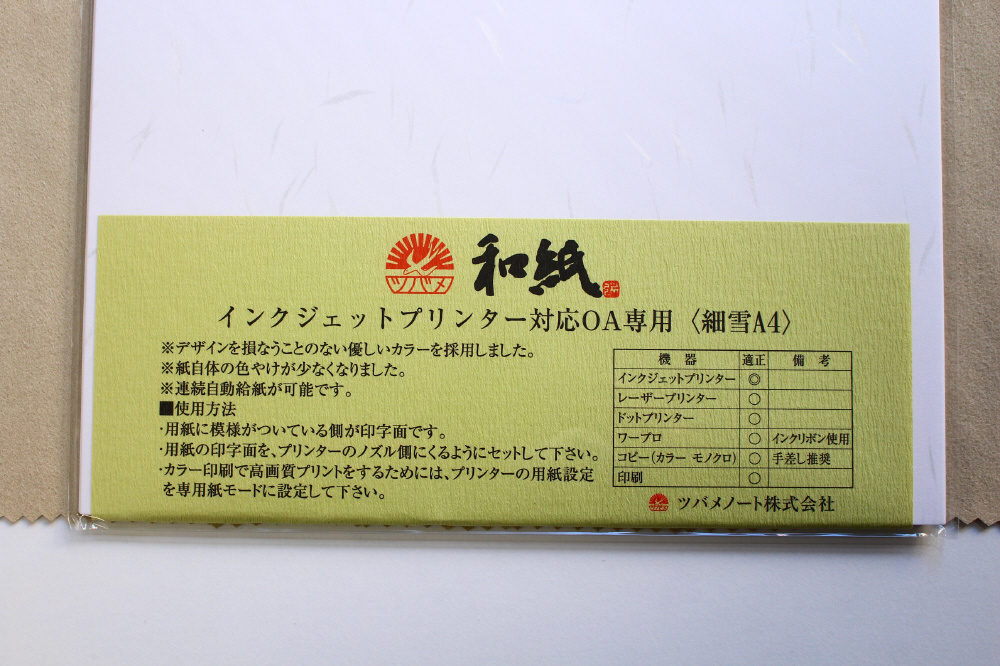 ツバメ
和紙
インクジェットプリンター対応OA専用〈細雪A4〉
※デザインを損なうことのない優しいカラーを採用しました。
※紙自体の色やけが少なくなりました。
※連続自動給紙が可能です。
■使用方法
・用紙に模様がついている側が印字面です。
・用紙の印字面を、プリンターのノズル側にくるようにセットして下さい。
・カラー印刷で高画質プリントをするためには、プリンターの用紙設定
を専用紙モードに設定して下さい。
機器 適正 備考
インクジェットプリンター ◎
レーザープリンター ○
ドットプリンター ○
ワープロ ○ インクリボン使用
コピー(カラー モノクロ) ○ 手差し推奨
印刷 ○
ツバメノート株式会社